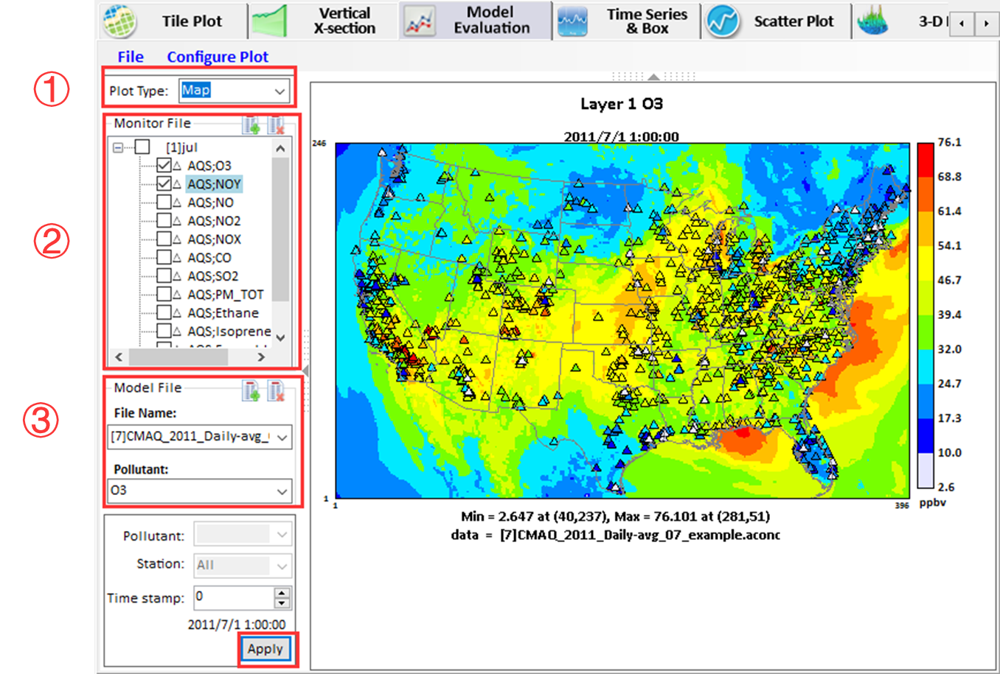 Tile Plot
Vertical
X-section
Model
Evaluation
Time Series
& Box
Scatter Plot
3-D
File
Configure Plot
①
Plot Type:
Map
②
Monitor File
[1]jul
AQS;O3
AQS;NOY
AQS;NO
AQS;NO2
AQS;NOX
AQS;CO
AQS;SO2
AQS;PM_TOT
AQS;Ethane
AQS;Isoprene
③
Model File
File Name:
[7]CMAQ_2011_Daily-avg_
Pollutant:
O3
Pollutant:
Station:
All
Time stamp:
0
2011/7/1 1:00:00
Apply
Layer 1 O3
2011/7/1 1:00:00
246
1
1
396
76.1
68.8
61.4
54.1
46.7
39.4
32.0
24.7
17.3
10.0
2.6
ppbv
Min = 2.647 at (40,237), Max = 76.101 at (281,51)
data = [7]CMAQ_2011_Daily-avg_07_example.aconc